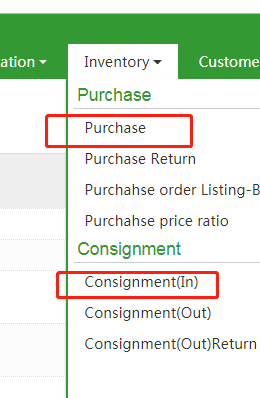 ation Inventory Custome
Purchase
Purchase
Purchase Return
Purchahse order Listing-B
Purchahse price ratio
Consignment
Consignment(In)
Consignment(Out)
Consignment(Out)Return